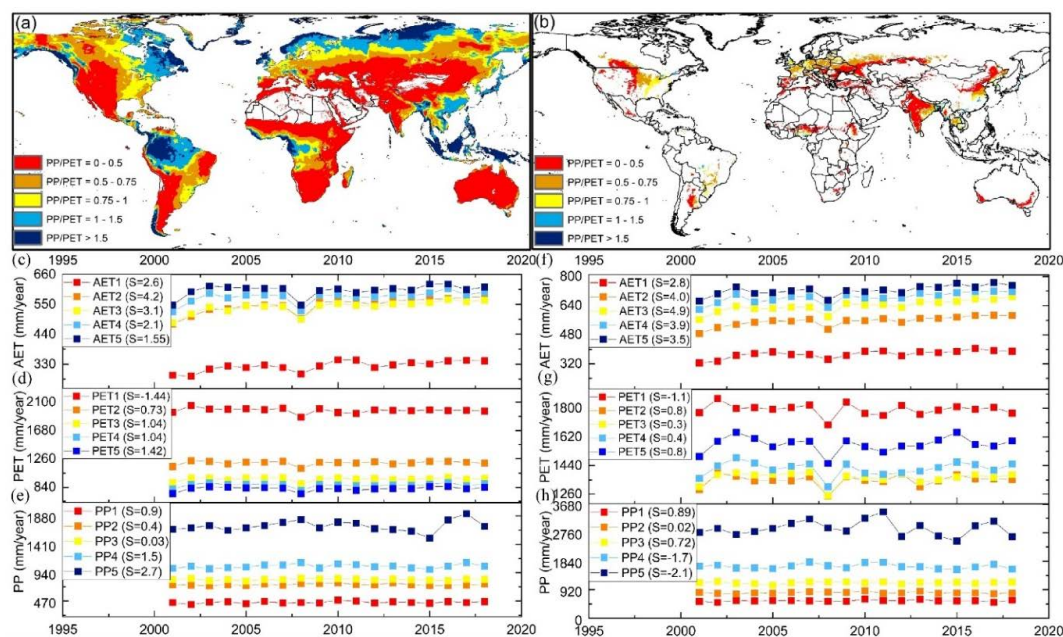 (a)
PP/PET = 0 - 0.5
PP/PET = 0.5 - 0.75
PP/PET = 0.75 - 1
PP/PET = 1 - 1.5
PP/PET > 1.5
(b)
PP/PET = 0 - 0.5
PP/PET = 0.5 - 0.75
PP/PET = 0.75 - 1
PP/PET = 1 - 1.5
PP/PET > 1.5
1995 2000 2005 2010 2015 2020
1995 2000 2005 2010 2015 2020
(c)
AET (mm/year)
660
550
440
330
AET1 (S=2.6)
AET2 (S=4.2)
AET3 (S=3.1)
AET4 (S=2.1)
AET5 (S=1.55)
(d)
PET (mm/year)
2100
1680
1260
840
PET1 (S=-1.44)
PET2 (S=0.73)
PET3 (S=1.04)
PET4 (S=1.04)
PET5 (S=1.42)
(e)
PP (mm/year)
1880
1410
940
470
PP1 (S=0.9)
PP2 (S=0.4)
PP3 (S=0.03)
PP4 (S=1.5)
PP5 (S=2.7)
1995 2000 2005 2010 2015 2020
(f)
AET (mm/year)
800
640
480
320
AET1 (S=2.8)
AET2 (S=4.0)
AET3 (S=4.9)
AET4 (S=3.9)
AET5 (S=3.5)
(g)
PET (mm/year)
1800
1620
1440
1260
PET1 (S=-1.1)
PET2 (S=0.8)
PET3 (S=0.3)
PET4 (S=0.4)
PET5 (S=0.8)
(h)
PP (mm/year)
3680
2760
1840
920
0
PP1 (S=0.89)
PP2 (S=0.02)
PP3 (S=0.72)
PP4 (S=-1.7)
PP5 (S=-2.1)
1995 2000 2005 2010 2015 2020